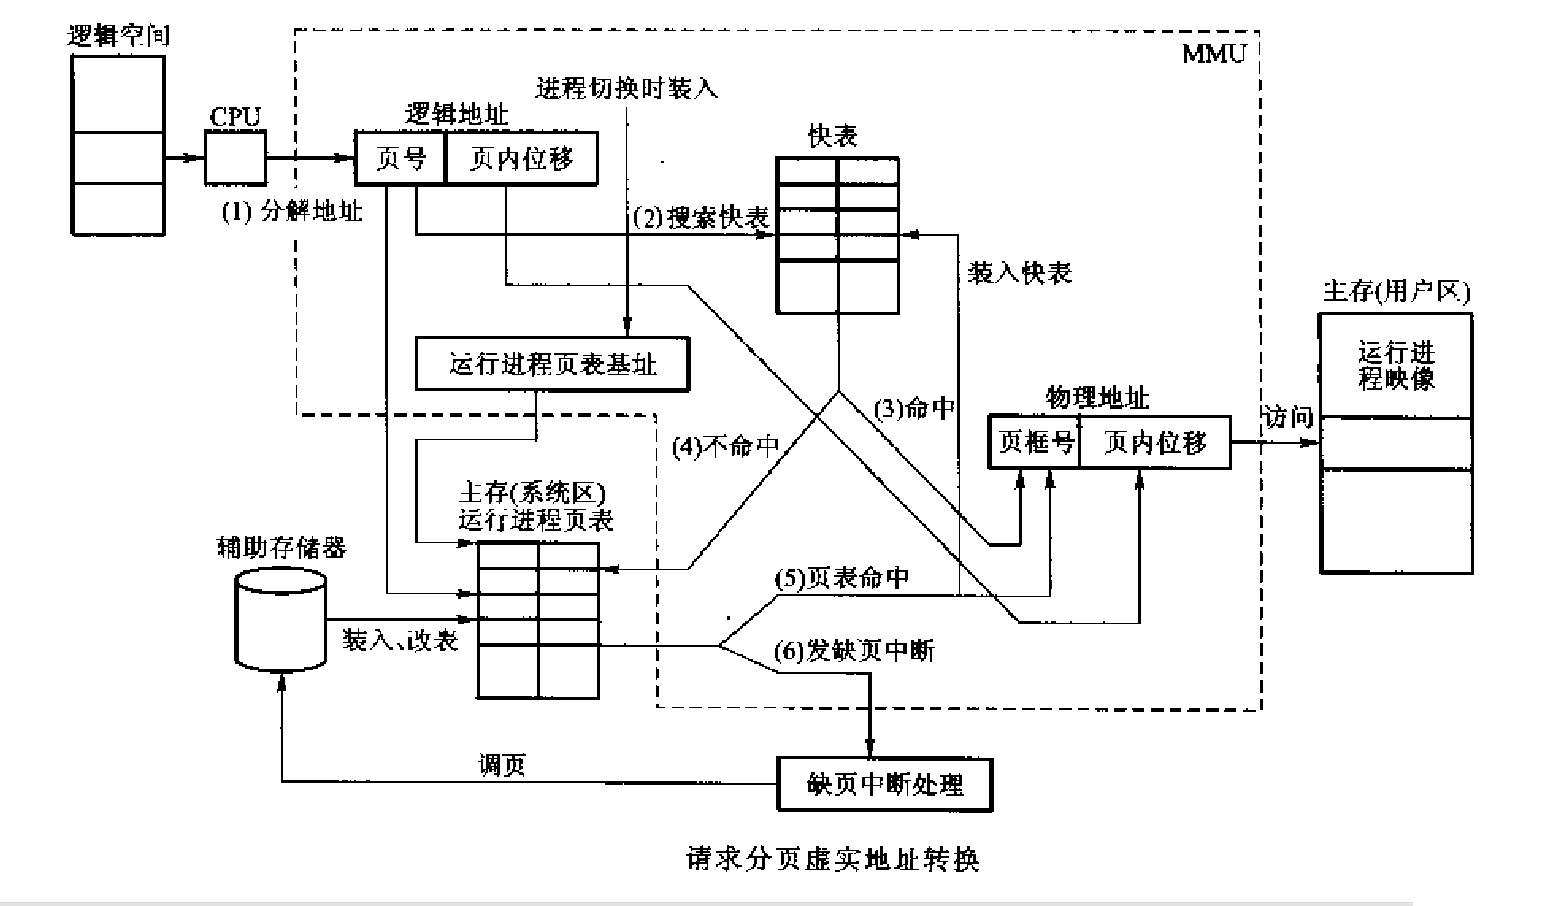 逻辑空间
MMU
进程切换时装入
CPU
逻辑地址
快表
页号
页内位移
(1) 分解地址
(2)搜索快表
装入快表
主存(用户区)
运行进程页表基址
运行进
程映像
(3)命中
物理地址
访问
(4)不命中
页框号
页内位移
主存(系统区)
运行进程页表
辅助存储器
(5)页表命中
装入、改表
(6)发缺页中断
调页
缺页中断处理
请求分页虚实地址转换